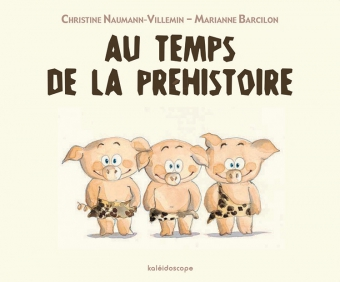 CHRISTINE NAUMANN-VILLEMIN – MARIANNE BARCILON
AU TEMPS
DE LA PREHISTOIRE
kaléidoscope